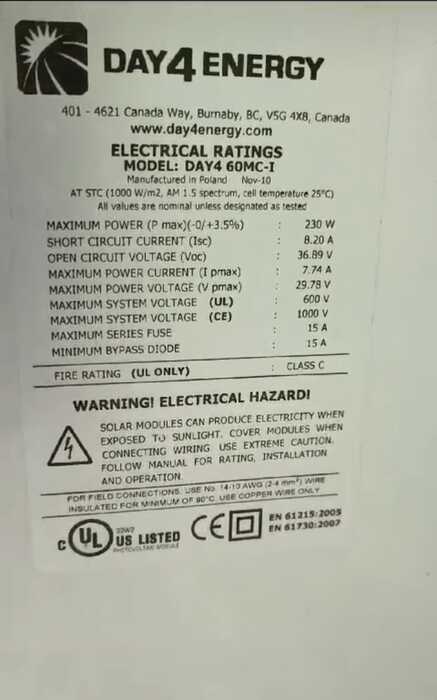 DAY4 ENERGY
401 - 4621 Canada Way, Burnaby, BC, V5G 4X8, Canada
www.day4energy.com
ELECTRICAL RATINGS
MODEL: DAY4 60MC-I
Manufactured in Poland Nov-10
AT STC (1000 W/m2, AM 1.5 spectrum, cell temperature 25°C)
All values are nominal unless designated as tested
MAXIMUM POWER (P max)(-0/+3.5%) : 230 W
SHORT CIRCUIT CURRENT (Isc) : 8.20 A
OPEN CIRCUIT VOLTAGE (Voc) : 36.89 V
MAXIMUM POWER CURRENT (I pmax) : 7.74 A
MAXIMUM POWER VOLTAGE (V pmax) : 29.78 V
MAXIMUM SYSTEM VOLTAGE (UL) : 600 V
MAXIMUM SYSTEM VOLTAGE (CE) : 1000 V
MAXIMUM SERIES FUSE : 15 A
MINIMUM BYPASS DIODE : 15 A
FIRE RATING (UL ONLY) : CLASS C
WARNING! ELECTRICAL HAZARD!
SOLAR MODULES CAN PRODUCE ELECTRICITY WHEN
EXPOSED TO SUNLIGHT. COVER MODULES WHEN
CONNECTING WIRING. USE EXTREME CAUTION.
FOLLOW MANUAL FOR RATING, INSTALLATION
AND OPERATION.
FOR FIELD CONNECTIONS, USE No. 14-10 AWG (2-4 mm²) WIRE
INSULATED FOR MINIMUM OF 90°C. USE COPPER WIRE ONLY
C UL US LISTED
PHOTOVOLTAIC MODULE
CE
EN 61215:2005
EN 61730:2007